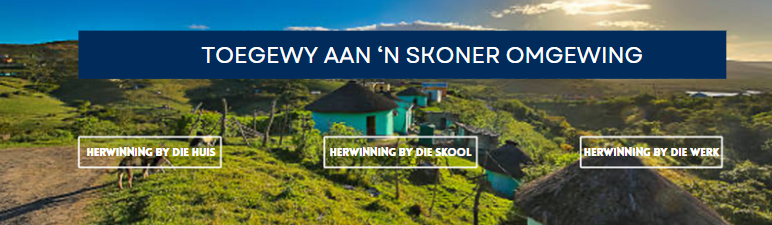 TOEGEWY AAN ‘N SKONER OMGEWING
HERWINNING BY DIE HUIS
HERWINNING BY DIE SKOOL
HERWINNING BY DIE WERK